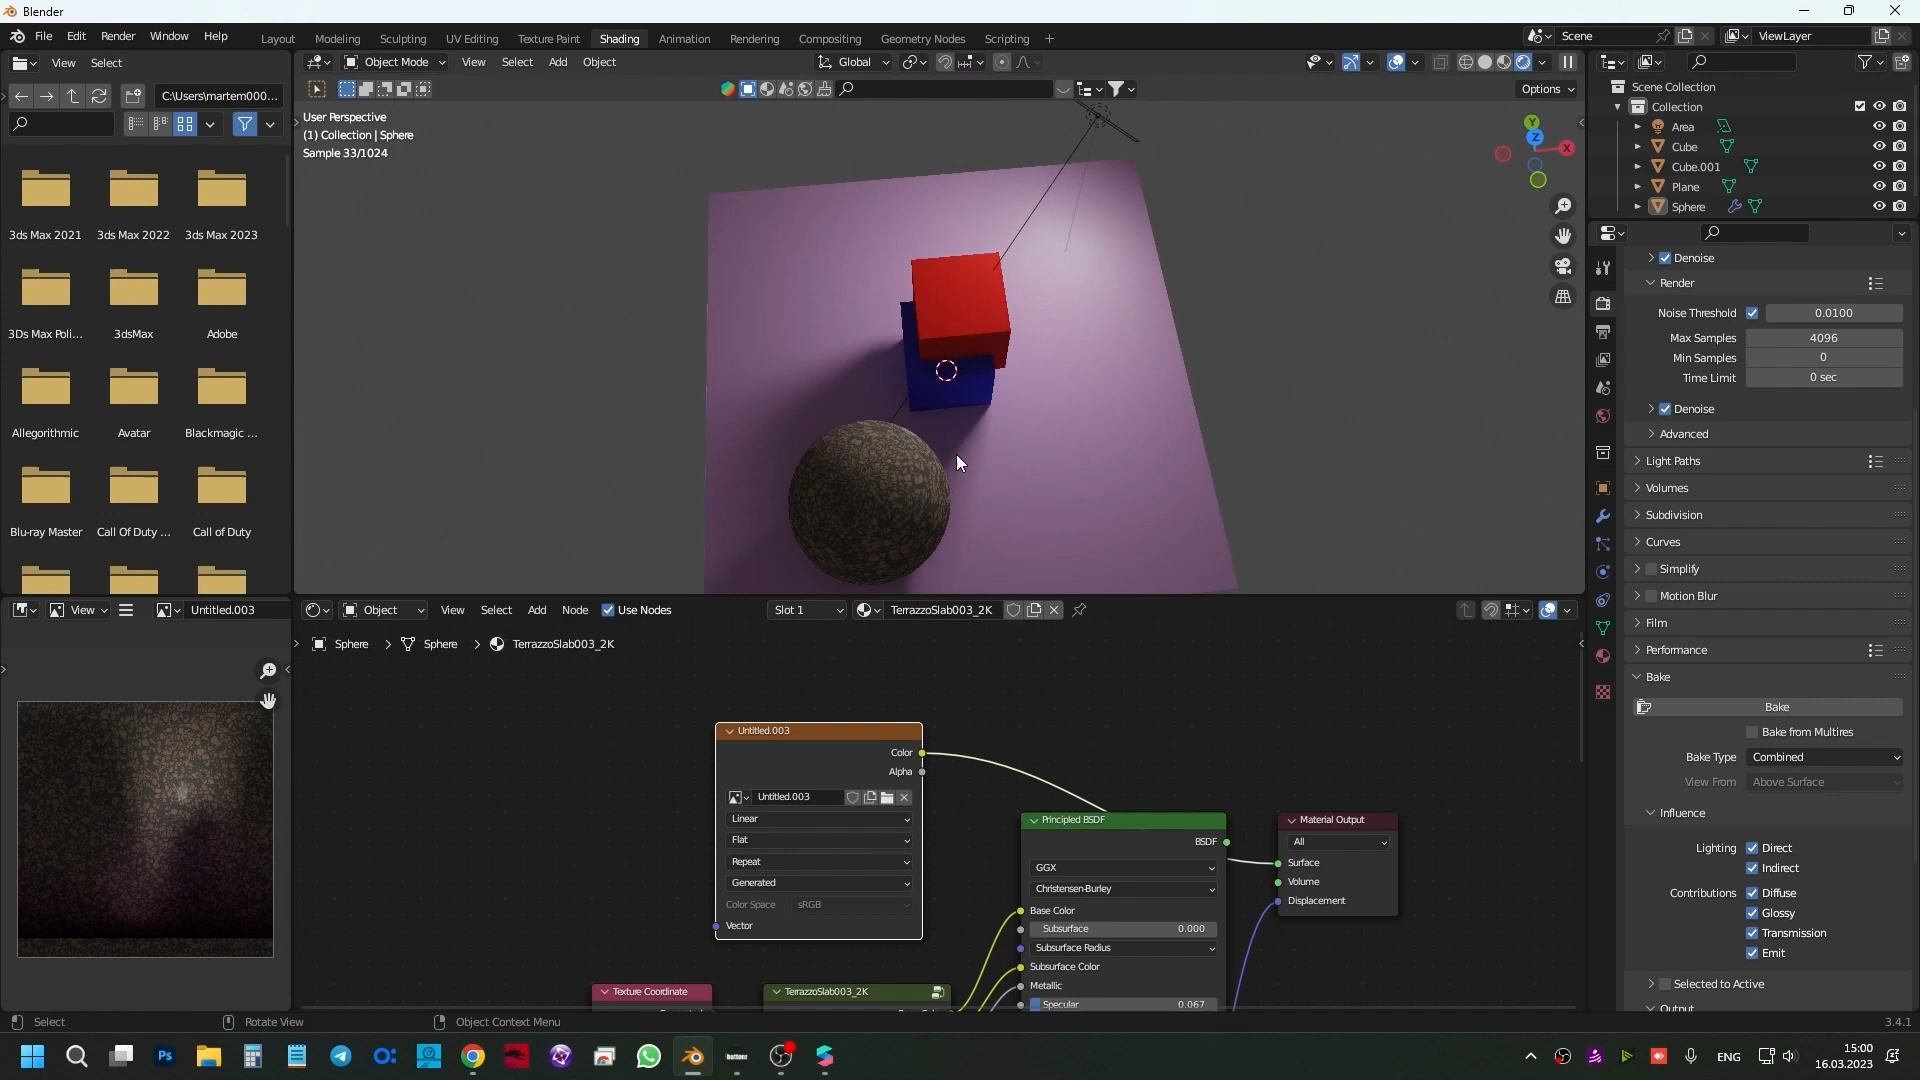 Blender
File Edit Render Window Help
Layout Modeling Sculpting UV Editing Texture Paint Shading Animation Rendering Compositing Geometry Nodes Scripting +
Scene
ViewLayer
View Select
C:\Users\martem000...
3ds Max 2021 3ds Max 2022 3ds Max 2023
3Ds Max Poli... 3dsMax Adobe
Allegorithmic Avatar Blackmagic ...
Blu-ray Master Call Of Duty ... Call of Duty
Object Mode View Select Add Object
Global
Options
User Perspective
(1) Collection | Sphere
Sample 33/1024
Y
Z
X
Scene Collection
Collection
Area
Cube
Cube.001
Plane
Sphere
Denoise
Render
Noise Threshold 0.0100
Max Samples 4096
Min Samples 0
Time Limit 0 sec
Denoise
Advanced
Light Paths
Volumes
Subdivision
Curves
Simplify
Motion Blur
Film
Performance
Bake
Bake
Bake from Multires
Bake Type Combined
View From Above Surface
Influence
Lighting Direct
Indirect
Contributions Diffuse
Glossy
Transmission
Emit
Selected to Active
Output
View Untitled.003
Object View Select Add Node Use Nodes Slot 1 TerrazzoSlab003_2K
Sphere > Sphere > TerrazzoSlab003_2K
Untitled.003
Color
Alpha
Untitled.003
Linear
Flat
Repeat
Generated
Color Space sRGB
Vector
Texture Coordinate
TerrazzoSlab003_2K
Principled BSDF
BSDF
GGX
Christensen-Burley
Base Color
Subsurface 0.000
Subsurface Radius
Subsurface Color
Metallic
Specular 0.067
Material Output
All
Surface
Volume
Displacement
Select Rotate View Object Context Menu
3.4.1
Ps
buttons
ENG
15:00
16.03.2023